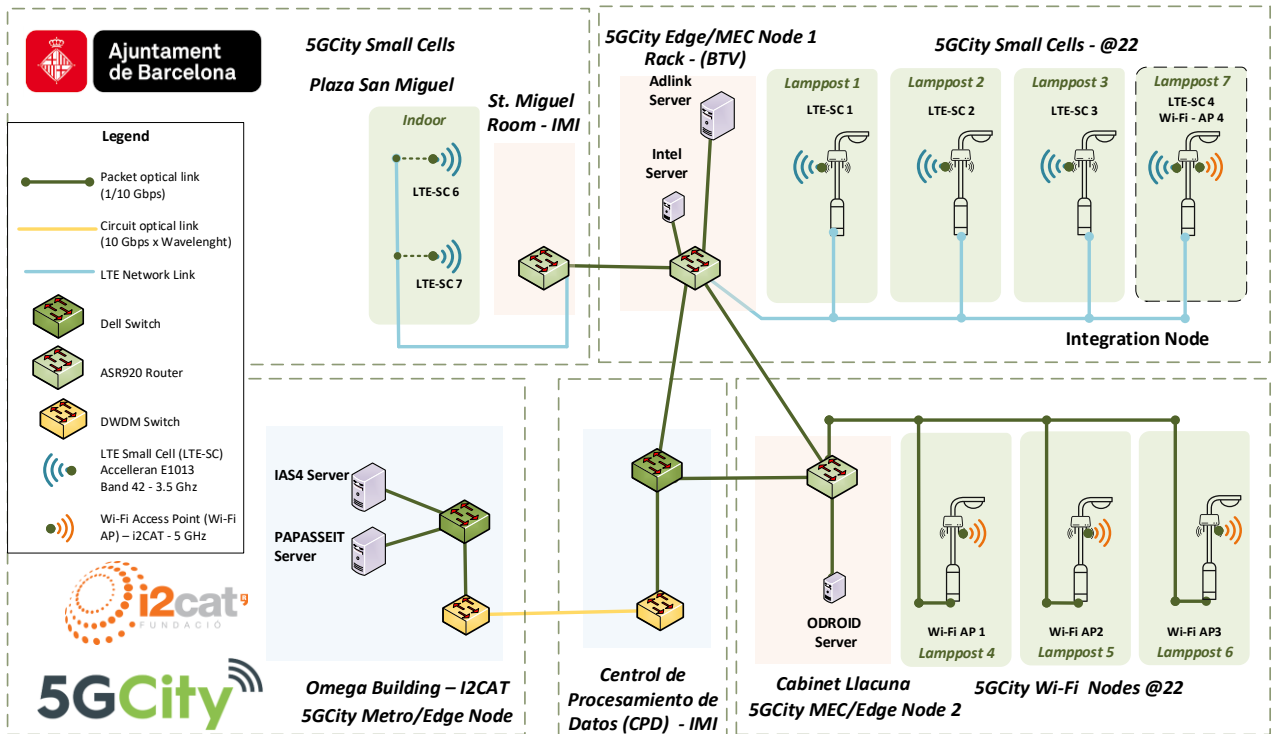 Ajuntament
de Barcelona
Legend
Packet optical link
(1/10 Gbps)
Circuit optical link
(10 Gbps x Wavelenght)
LTE Network Link
Dell Switch
ASR920 Router
DWDM Switch
LTE Small Cell (LTE-SC)
Accelleran E1013
Band 42 - 3.5 Ghz
Wi-Fi Access Point (Wi-Fi
AP) – i2CAT - 5 GHz
i2cat
FUNDACIÓ
5GCity
5GCity Small Cells
Plaza San Miguel
Indoor
LTE-SC 6
LTE-SC 7
St. Miguel
Room - IMI
5GCity Edge/MEC Node 1
Rack - (BTV)
Adlink
Server
Intel
Server
5GCity Small Cells - @22
Lamppost 1
LTE-SC 1
Lamppost 2
LTE-SC 2
Lamppost 3
LTE-SC 3
Lamppost 7
LTE-SC 4
Wi-Fi - AP 4
Integration Node
IAS4 Server
PAPASSEIT
Server
Omega Building – I2CAT
5GCity Metro/Edge Node
Central de
Procesamiento de
Datos (CPD) - IMI
ODROID
Server
Cabinet Llacuna
5GCity MEC/Edge Node 2
Wi-Fi AP 1
Lamppost 4
Wi-Fi AP2
Lamppost 5
Wi-Fi AP3
Lamppost 6
5GCity Wi-Fi Nodes @22